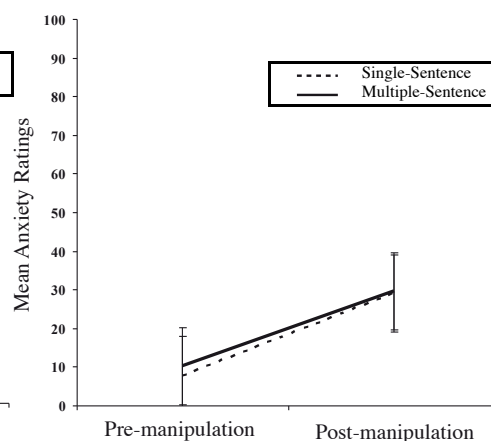 100
90
80
70
60
50
40
30
20
10
0
Mean Anxiety Ratings
Single-Sentence
Multiple-Sentence
Pre-manipulation
Post-manipulation